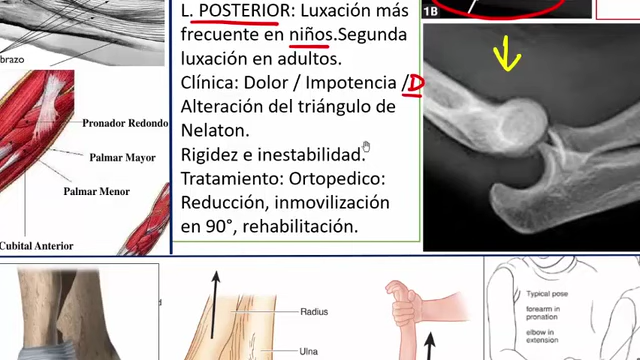 brazo
Pronador Redondo
Palmar Mayor
Palmar Menor
Cubital Anterior
L. POSTERIOR: Luxación más
frecuente en niños.Segunda
luxación en adultos.
Clínica: Dolor / Impotencia /D
Alteración del triángulo de
Nelaton.
Rigidez e inestabilidad.
Tratamiento: Ortopedico:
Reducción, inmovilización
en 90°, rehabilitación.
1B
Radius
Ulna
Typical pose
forearm in
pronation
elbow in
extension